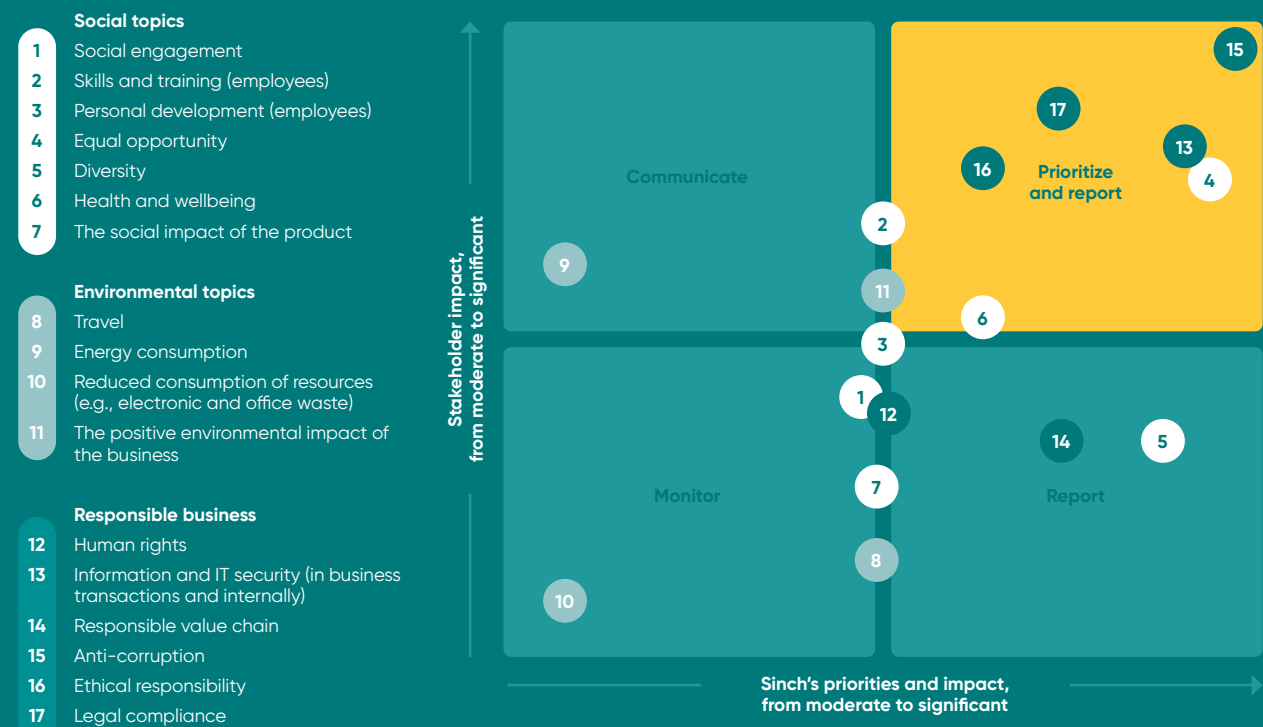 Social topics
1 Social engagement
2 Skills and training (employees)
3 Personal development (employees)
4 Equal opportunity
5 Diversity
6 Health and wellbeing
7 The social impact of the product
Environmental topics
8 Travel
9 Energy consumption
10 Reduced consumption of resources
(e.g., electronic and office waste)
11 The positive environmental impact of
the business
Responsible business
12 Human rights
13 Information and IT security (in business
transactions and internally)
14 Responsible value chain
15 Anti-corruption
16 Ethical responsibility
17 Legal compliance
Stakeholder impact,
from moderate to significant
Communicate
9
2
11
3
15
17
13
16
4
Prioritize
and report
6
1
12
7
8
Monitor
10
14
5
Report
Sinch's priorities and impact,
from moderate to significant